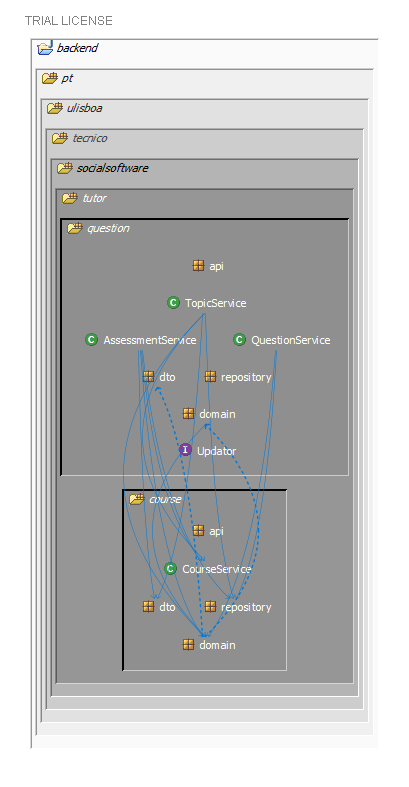 TRIAL LICENSE
backend
pt
ulisboa
tecnico
socialsoftware
tutor
question
api
TopicService
AssessmentService QuestionService
dto repository
domain
Updator
course
api
CourseService
dto repository
domain